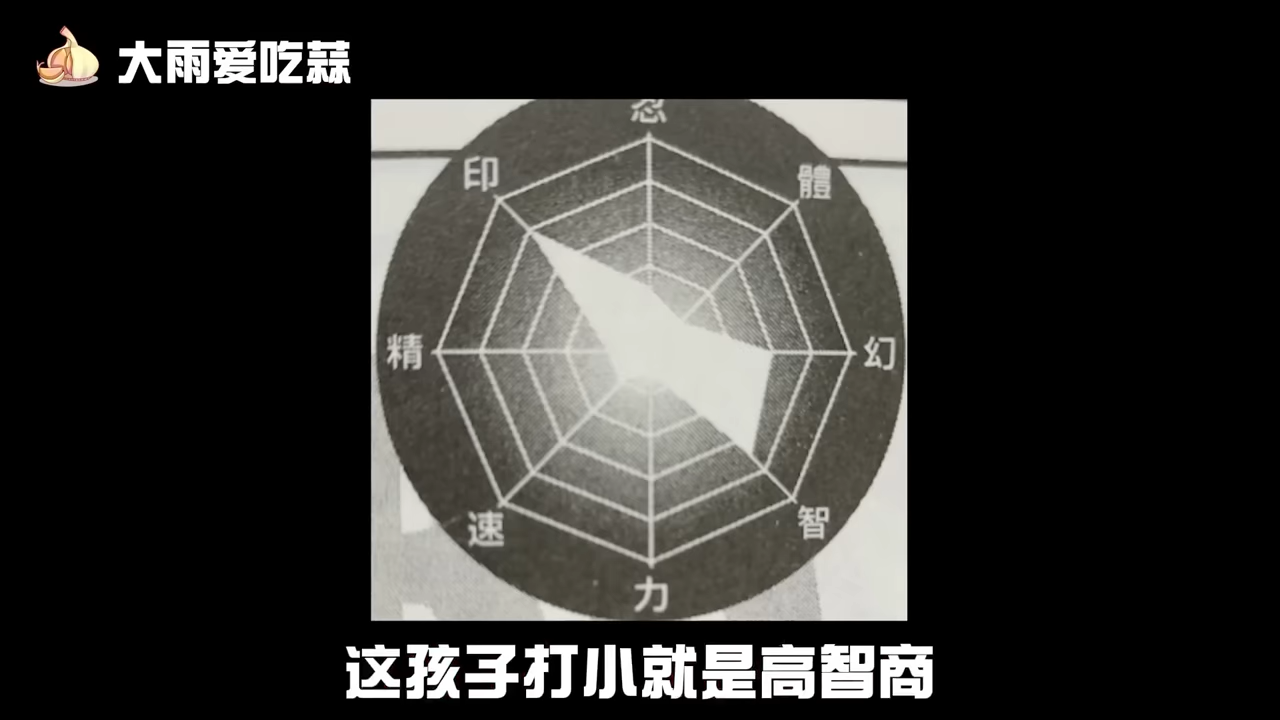 大雨爱吃蒜
忍
印
體
精
幻
速
智
力
这孩子打小就是高智商